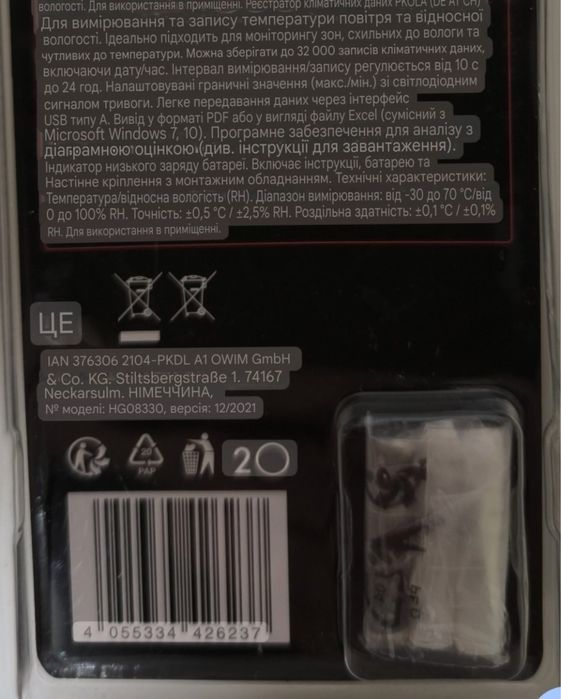 вологості. Для використання в приміщенні. Реєстратор кліматичних даних PKDLA (DE AT CH)
Для вимірювання та запису температури повітря та відносної
вологості. Ідеально підходить для моніторингу зон, схильних до вологи та
чутливих до температури. Можна зберігати до 32 000 записів кліматичних даних,
включаючи дату/час. Інтервал вимірювання/запису регулюється від 10 с
до 24 год. Налаштовувані граничні значення (макс./мін.) зі світлодіодним
сигналом тривоги. Легке передавання даних через інтерфейс
USB типу A. Вивід у форматі PDF або у вигляді файлу Excel (сумісний з
Microsoft Windows 7, 10). Програмне забезпечення для аналізу з
діаграмною оцінкою (див. інструкції для завантаження).
Індикатор низького заряду батареї. Включає інструкції, батарею та
Настінне кріплення з монтажним обладнанням. Технічні характеристики:
Температура/відносна вологість (RH). Діапазон вимірювання: від -30 до 70 °C/від
0 до 100% RH. Точність: ±0,5 °C / ±2,5% RH. Роздільна здатність: ±0,1 °C / ±0,1%
RH. Для використання в приміщенні.
ЦЕ
IAN 376306 2104-PKDL A1 OWIM GmbH
& Co. KG. Stiltsbergstraße 1. 74167
Neckarsulm. НІМЕЧЧИНА,
№ моделі: HG08330, версія: 12/2021
20
PAP
20
4 055334 426237